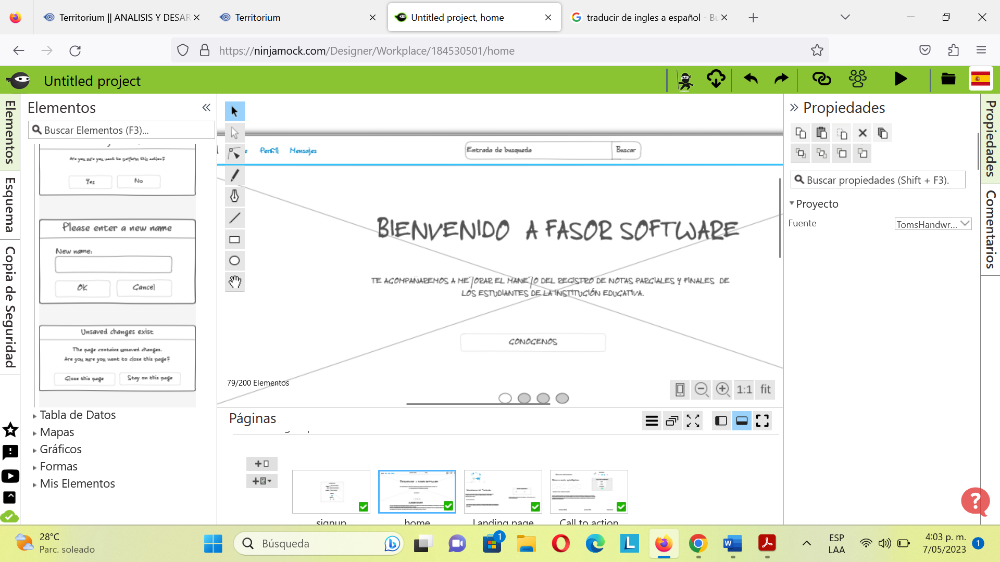 Territorium || ANALISIS Y DESAR
Territorium
Untitled project, home
traducir de ingles a español - Bu
https://ninjamock.com/Designer/Workplace/184530501/home
Untitled project
Elementos
Esquema
Copia de Seguridad
Elementos
Buscar Elementos (F3)...
Are you sure you want to perform this action?
Yes
No
Please enter a new name
New name:
OK
Cancel
Unsaved changes exist
The page contains unsaved changes.
Are you sure you want to close this page?
Close this page
Stay on this page
Tabla de Datos
Mapas
Gráficos
Formas
Mis Elementos
Perfil
Mensajes
Entrada de busqueda
Buscar
BIENVENIDO A FASOR SOFTWARE
TE ACOMPAÑAREMOS A MEJORAR EL MANEJO DEL REGISTRO DE NOTAS PARCIALES Y FINALES DE
LOS ESTUDIANTES DE LA INSTITUCIÓN EDUCATIVA.
CONOCENOS
79/200 Elementos
1:1
fit
Páginas
signup
home
Landing page
Call to action
Propiedades
Buscar propiedades (Shift + F3).
Proyecto
Fuente
TomsHandwr...
Propiedades
Comentarios
?
28°C
Parc. soleado
Búsqueda
1
ESP
LAA
4:03 p. m.
7/05/2023
1